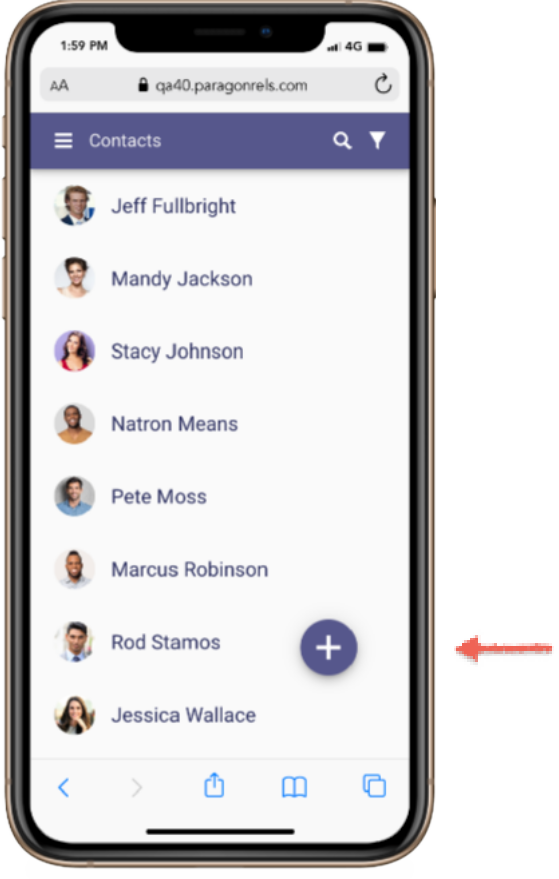 1:59 PM
4G
AA qa40.paragonrels.com
Contacts
Jeff Fullbright
Mandy Jackson
Stacy Johnson
Natron Means
Pete Moss
Marcus Robinson
Rod Stamos
Jessica Wallace